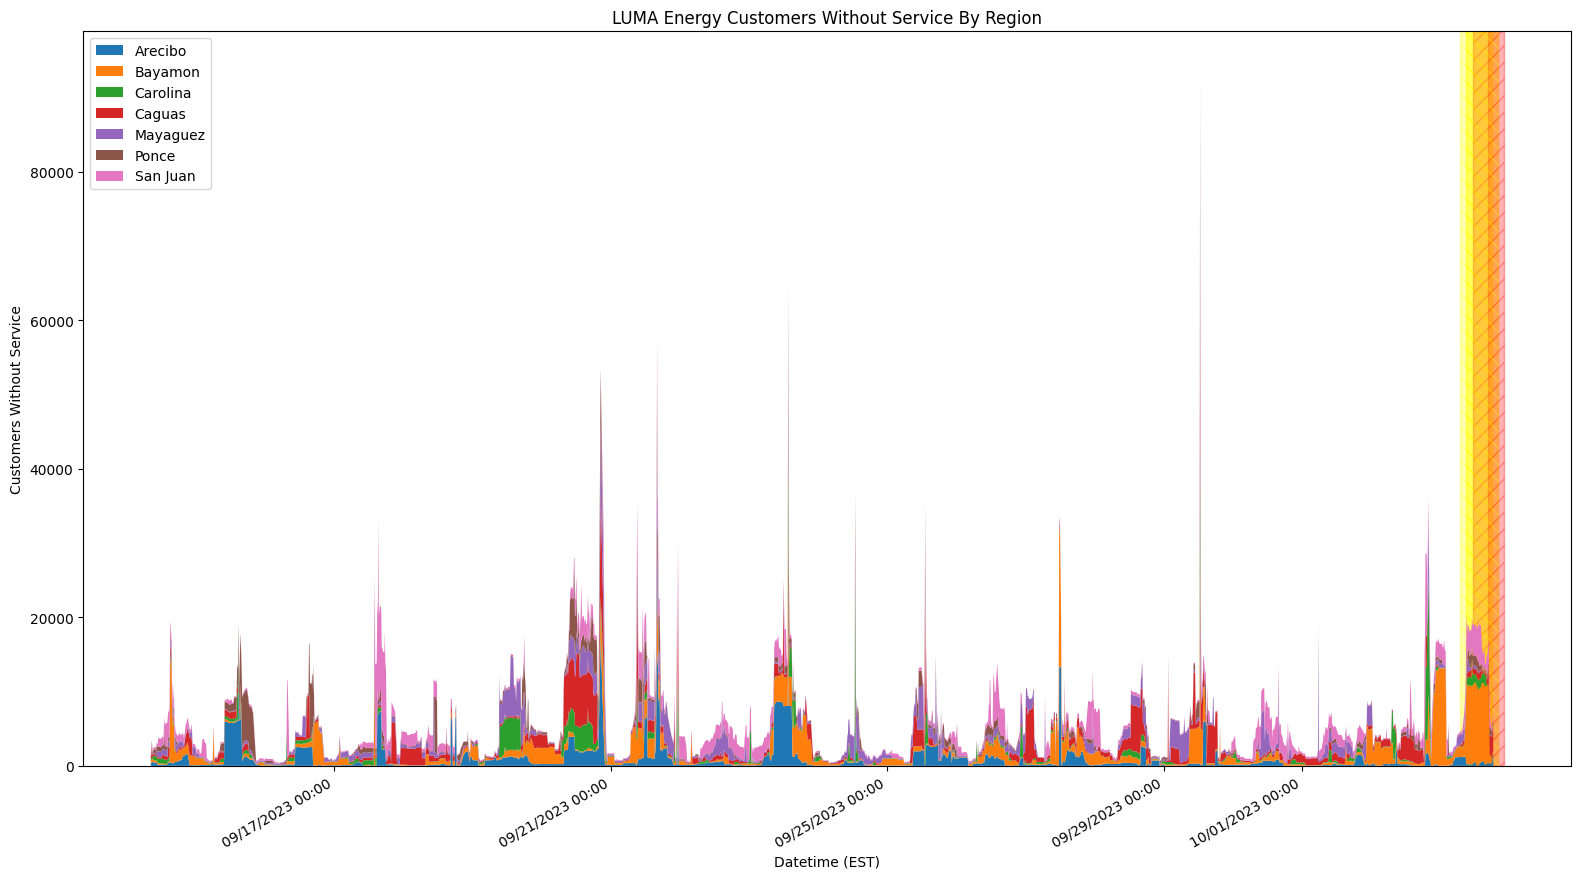 LUMA Energy Customers Without Service By Region
Arecibo
Bayamon
Carolina
Caguas
Mayaguez
Ponce
San Juan
80000
60000
40000
20000
0
Customers Without Service
09/17/2023 00:00
09/21/2023 00:00
09/25/2023 00:00
09/29/2023 00:00
10/01/2023 00:00
Datetime (EST)